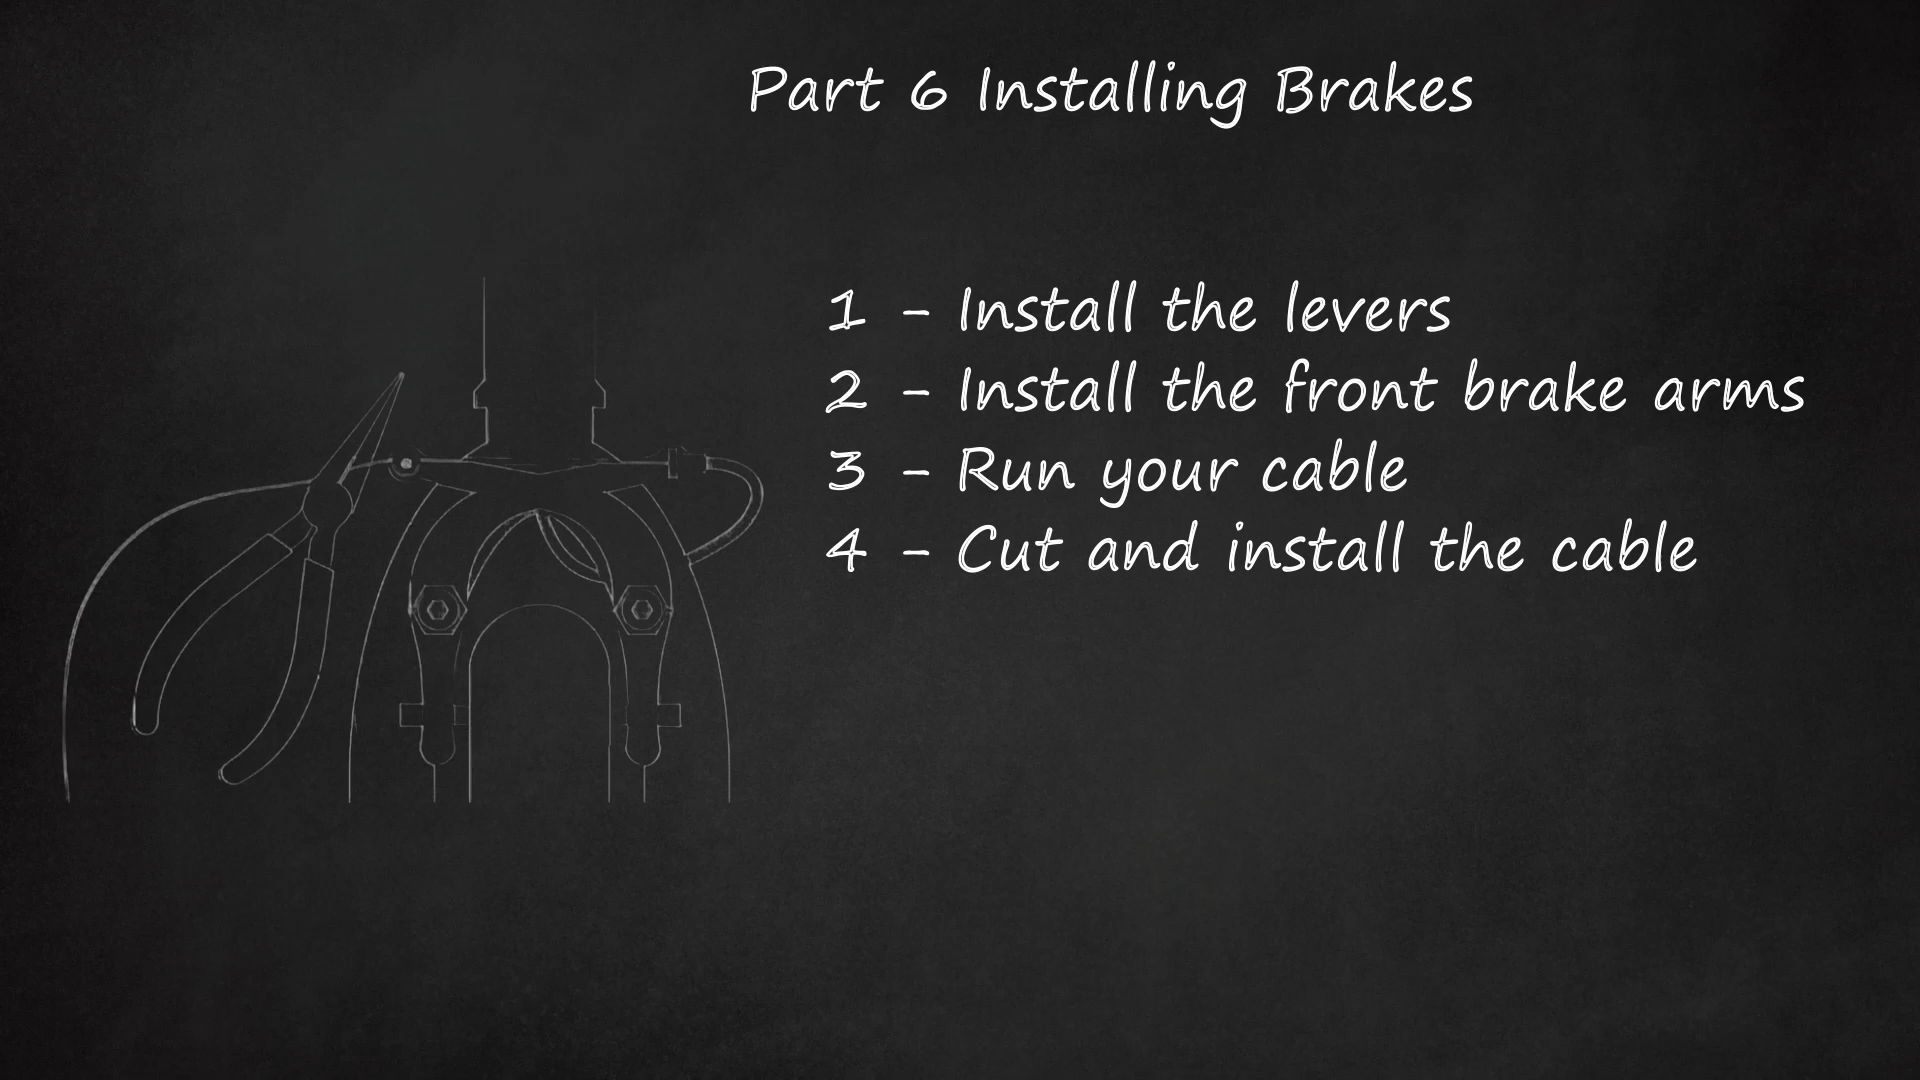 Part 6 Installing Brakes
1 - Install the levers
2 - Install the front brake arms
3 - Run your cable
4 - Cut and install the cable